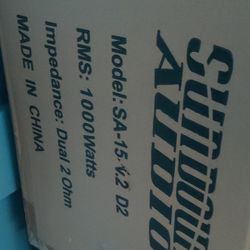 SUNDOWN
AUDIO
Model: SA-15 V.2 D2
RMS: 1000Watts
Impedance: Dual 2 Ohm
MADE IN CHINA